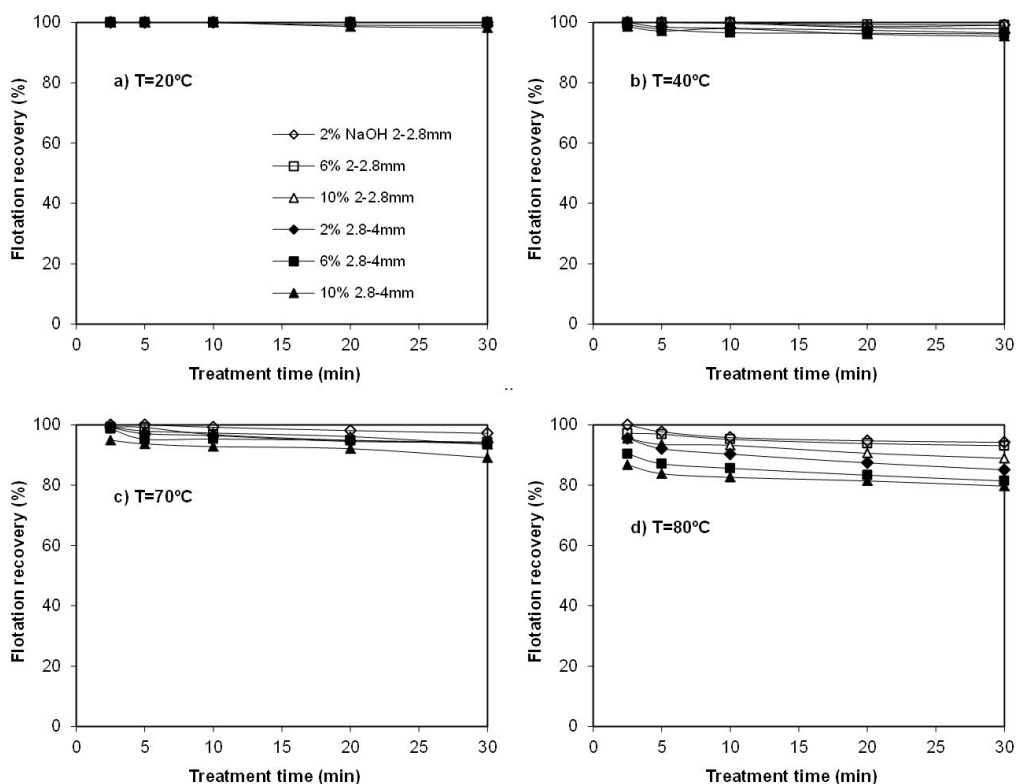 100
80
60
40
20
0
Flotation recovery (%)
a) T=20ºC
2% NaOH 2-2.8mm
6% 2-2.8mm
10% 2-2.8mm
2% 2.8-4mm
6% 2.8-4mm
10% 2.8-4mm
0 5 10 15 20 25 30
Treatment time (min)
100
80
60
40
20
0
Flotation recovery (%)
b) T=40ºC
0 5 10 15 20 25 30
Treatment time (min)
..
100
80
60
40
20
0
Flotation recovery (%)
c) T=70ºC
0 5 10 15 20 25 30
Treatment time (min)
100
80
60
40
20
0
Flotation recovery (%)
d) T=80ºC
0 5 10 15 20 25 30
Treatment time (min)